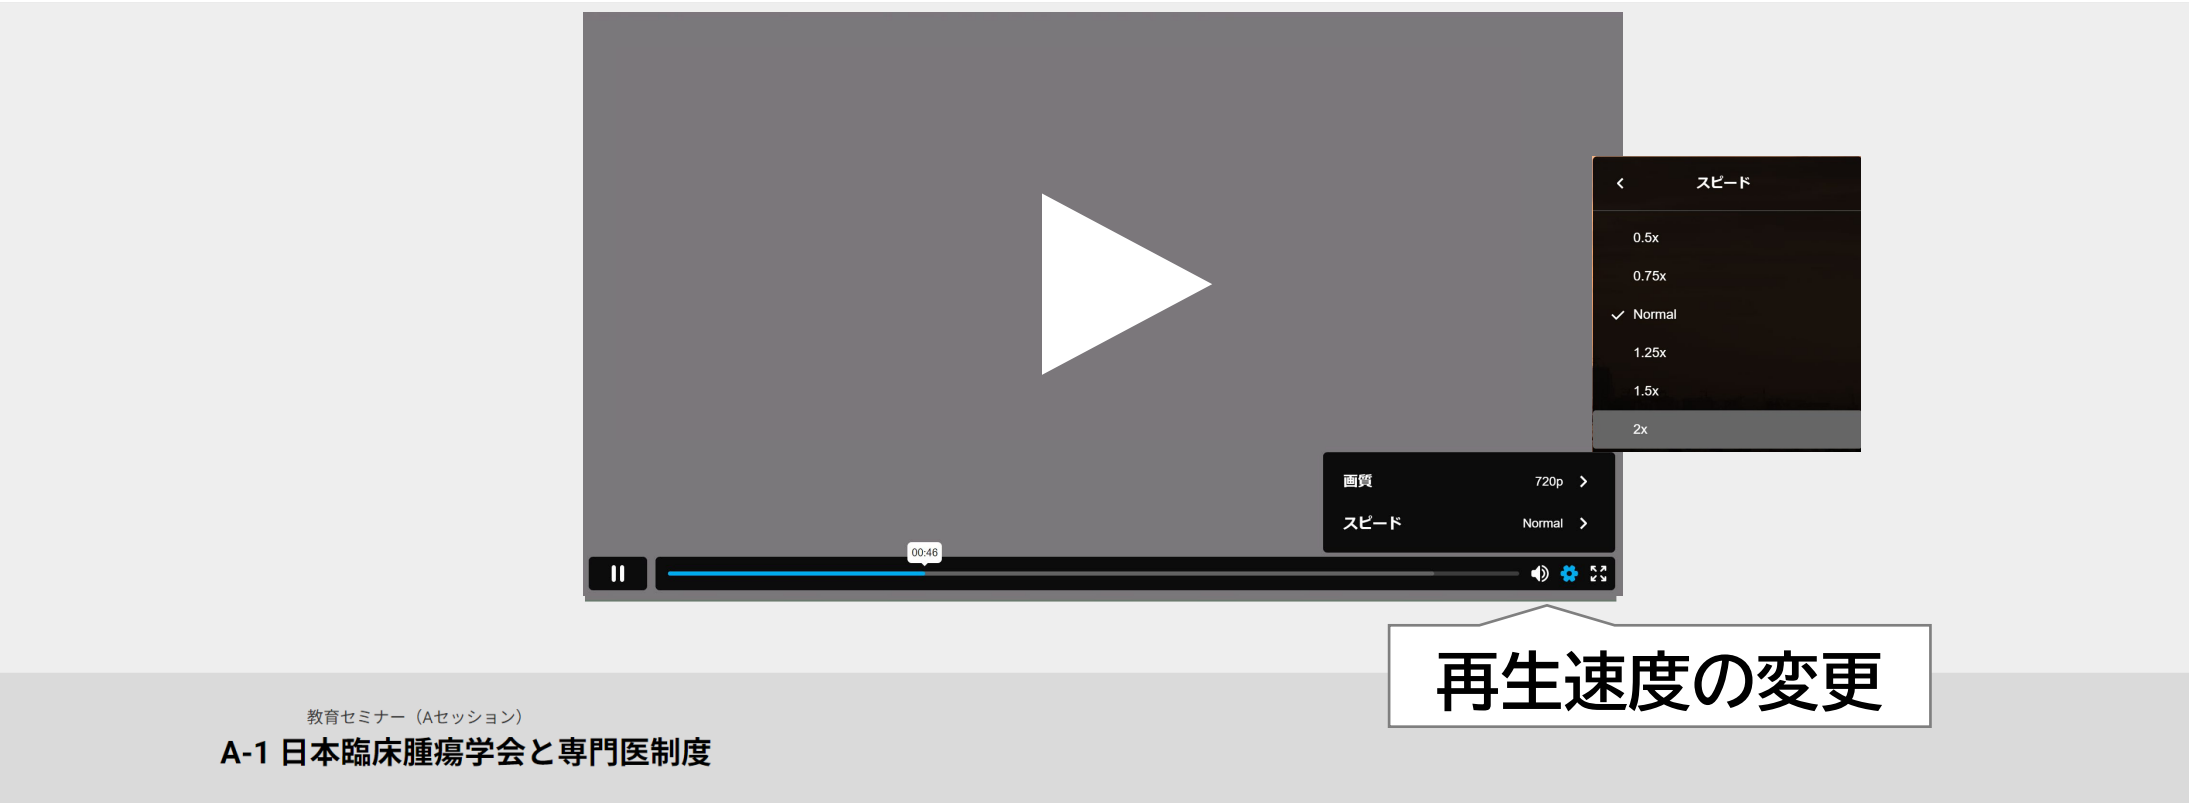 スピード
0.5x
0.75x
Normal
1.25x
1.5x
2x
画質 720p
スピード Normal
00:46
再生速度の変更
教育セミナー（Aセッション）
A-1 日本臨床腫瘍学会と専門医制度